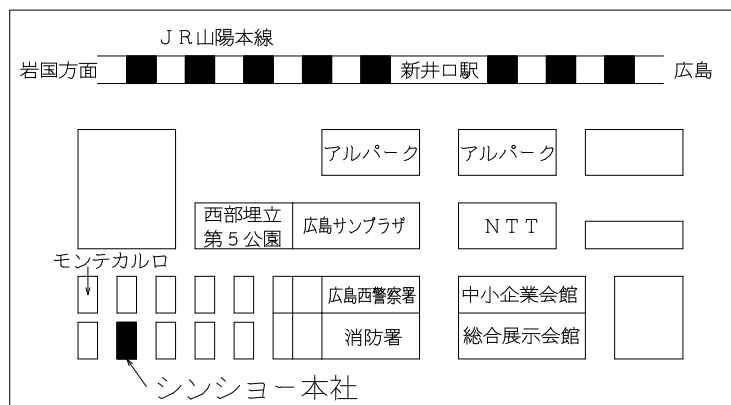 ＪＲ山陽本線
岩国方面
新井口駅
広島
アルパーク
アルパーク
西部埋立
第５公園
広島サンプラザ
ＮＴＴ
モンテカルロ
広島西警察署
中小企業会館
消防署
総合展示会館
シンショー本社